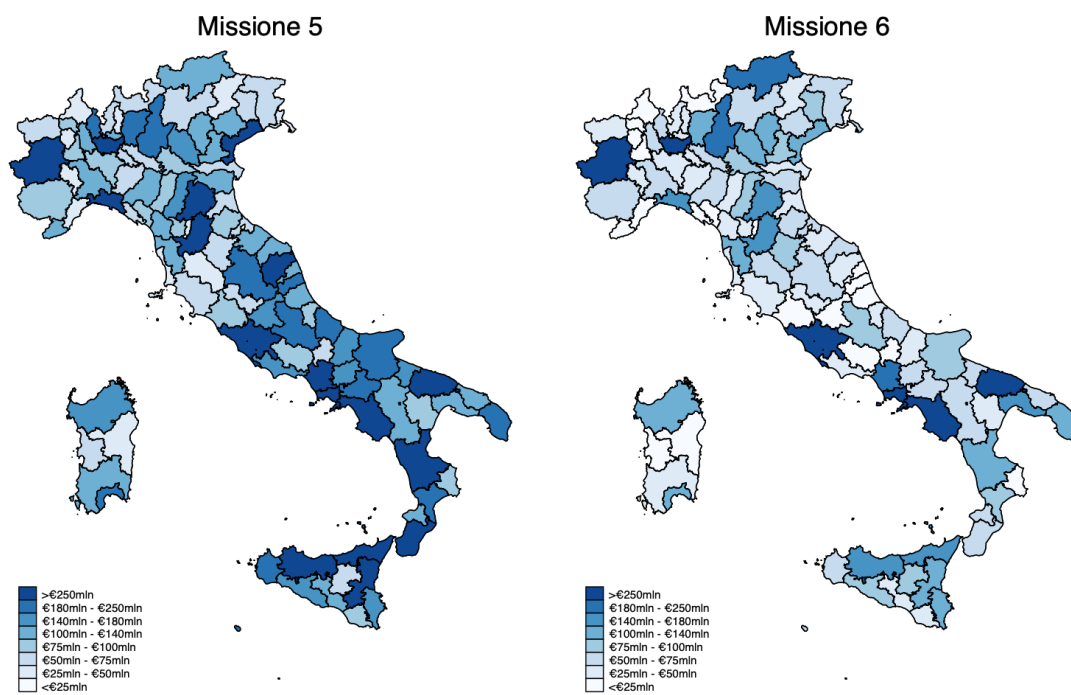 Missione 5
Missione 6
>€250mln
€180mln - €250mln
€140mln - €180mln
€100mln - €140mln
€75mln - €100mln
€50mln - €75mln
€25mln - €50mln
<€25mln
>€250mln
€180mln - €250mln
€140mln - €180mln
€100mln - €140mln
€75mln - €100mln
€50mln - €75mln
€25mln - €50mln
<€25mln